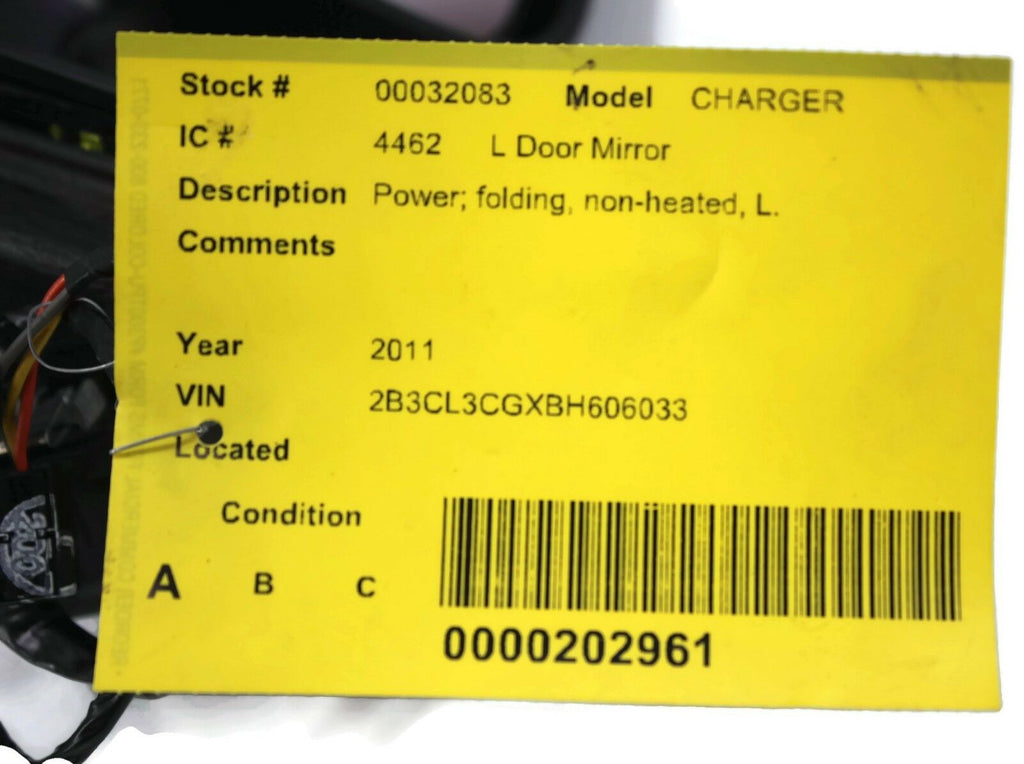 Stock # 00032083 Model CHARGER
IC # 4462 L Door Mirror
Description Power; folding, non-heated, L.
Comments
Year 2011
VIN 2B3CL3CGXBH606033
Located
Condition
A B C
0000202961